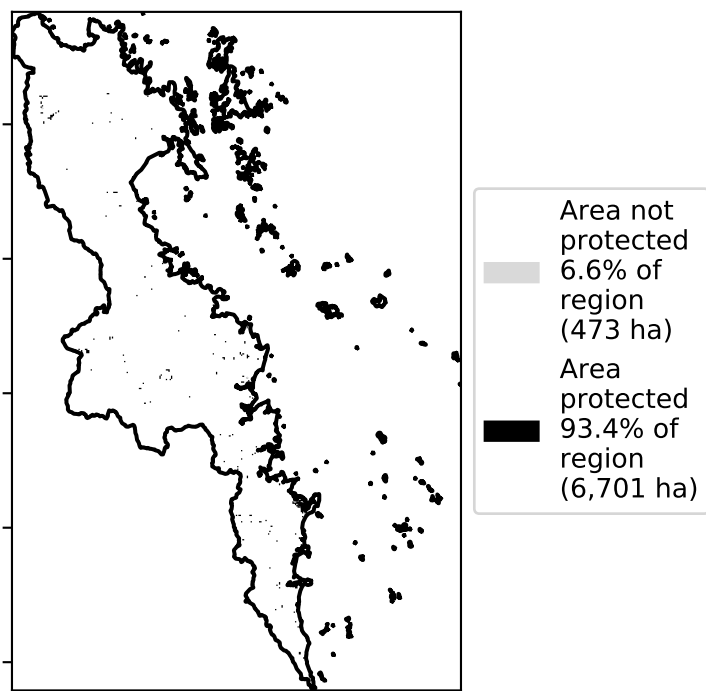 Area not
protected
6.6% of
region
(473 ha)
Area
protected
93.4% of
region
(6,701 ha)